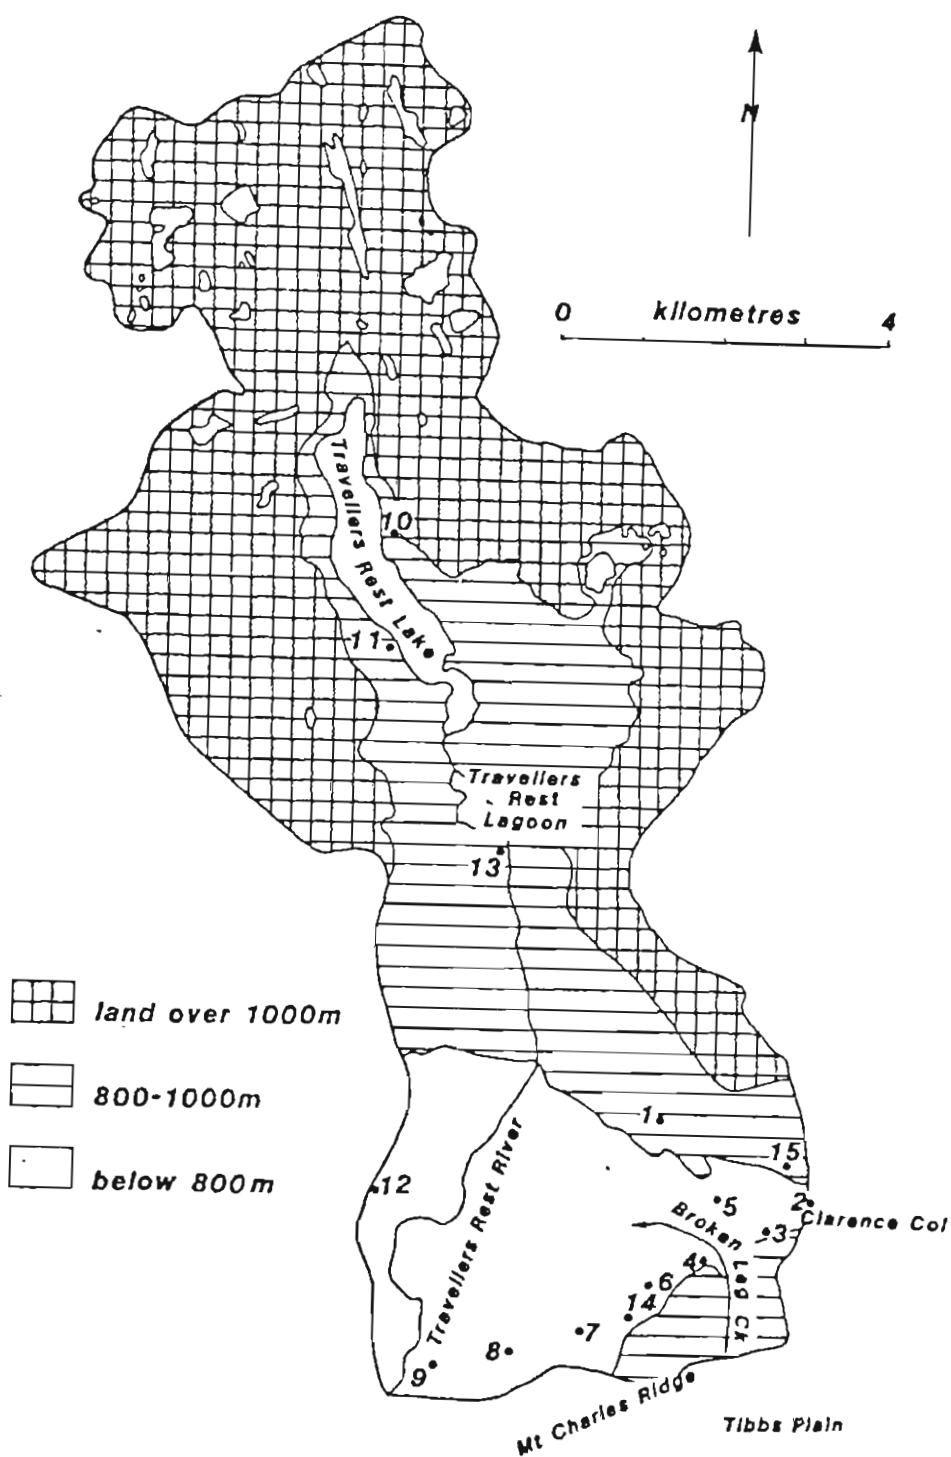 N
0 kilometres 4
10
Travellers Rest Lake
11
Travellers
Rest
Lagoon
13
land over 1000m
800-1000m
below 800m
1
15
12
5
2
Clarence Col
Broken Leg Ck
3
4
6
14
Travellers Rest River
7
8
9
Mt Charles Ridge
Tibbs Plain